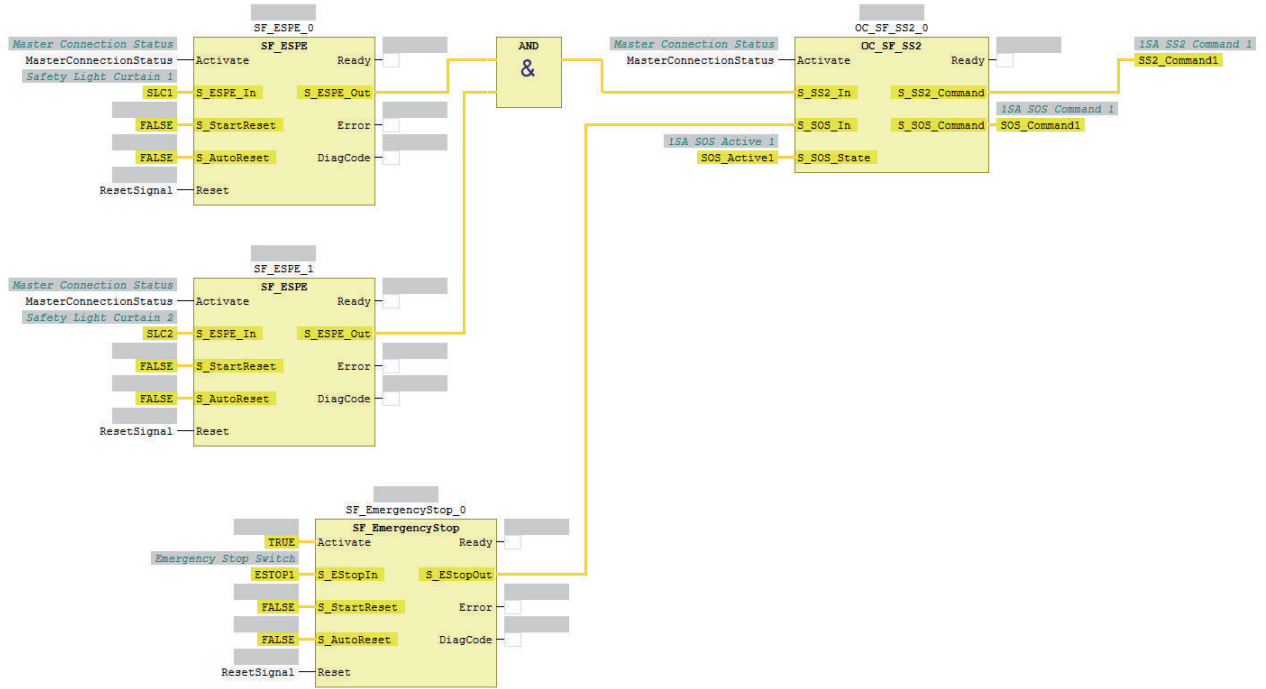 SF_ESPE_0
Master Connection Status
SF_ESPE
MasterConnectionStatus Activate Ready
Safety Light Curtain 1
SLC1 S_ESPE_In S_ESPE_Out
FALSE S_StartReset Error
FALSE S_AutoReset DiagCode
ResetSignal Reset
AND
&
OC_SF_SS2_0
Master Connection Status
OC_SF_SS2
1SA SS2 Command 1
MasterConnectionStatus Activate Ready
SS2_Command1
S_SS2_In S_SS2_Command
1SA SOS Command 1
S_SOS_In S_SOS_Command SOS_Command1
1SA SOS Active 1
SOS_Active1 S_SOS_State
SF_ESPE_1
Master Connection Status
SF_ESPE
MasterConnectionStatus Activate Ready
Safety Light Curtain 2
SLC2 S_ESPE_In S_ESPE_Out
FALSE S_StartReset Error
FALSE S_AutoReset DiagCode
ResetSignal Reset
SF_EmergencyStop_0
SF_EmergencyStop
TRUE Activate Ready
Emergency Stop Switch
ESTOP1 S_EStopIn S_EStopOut
FALSE S_StartReset Error
FALSE S_AutoReset DiagCode
ResetSignal Reset